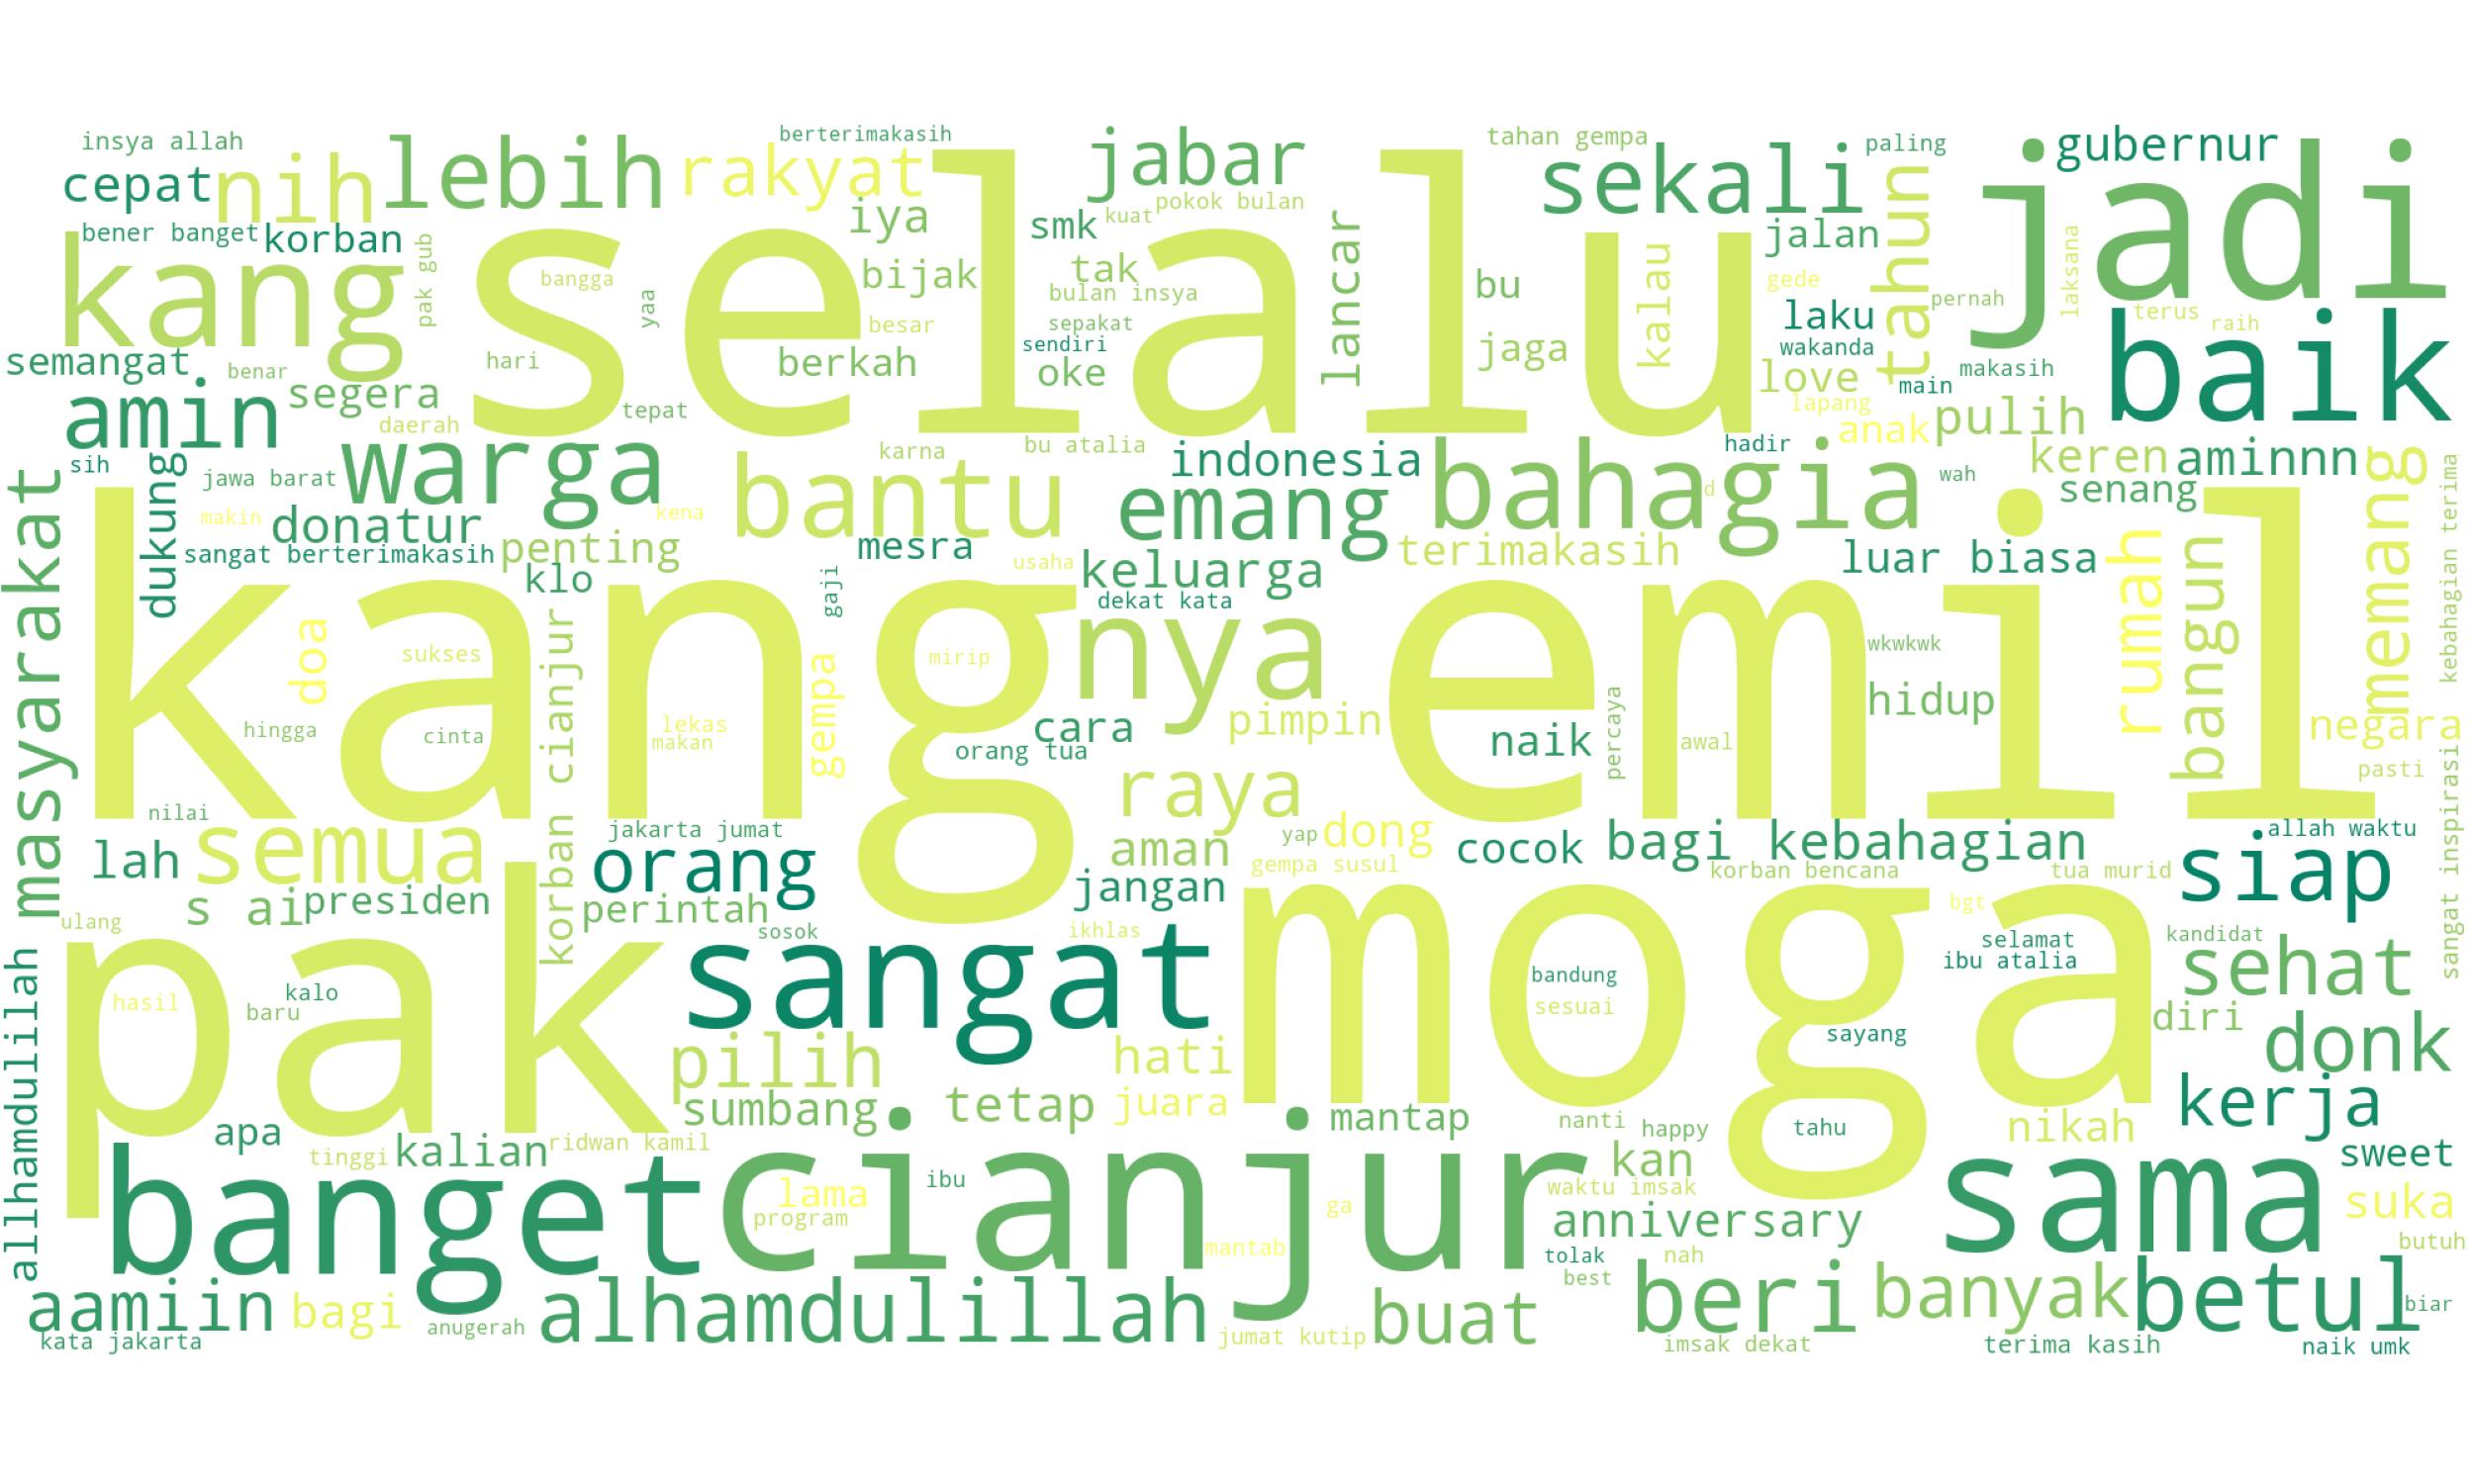 insya allah
berterimakasih
tahan gempa
paling
gubernur
cepat
nih
lebih
rakyat
jabar
sekali
jadi
iya
smk
kuat
pokok bulan
lancar
jalan
tahun
bener banget
korban
kang
pak gub
selalu
bangga
yaa
bijak
tak
bulan insya
bu
kalau
gede
pernah
laksana
besar
sepakat
laku
terus
raih
semangat
hari
berkah
sendiri
jaga
wakanda
baik
benar
segera
oke
love
main
makasih
amin
tepat
lapang
daerah
anak
pulih
sih
warga
karna
bu atalia
hadir
dukung
jawa barat
bantu
indonesia
bahagia
wah
keren
aminnn
memang
masyarakat
makin
donatur
kena
emang
d
senang
kebahagian terima
sangat berterimakasih
penting
mesra
usaha
terimakasih
luar biasa
rumah
bangun
klo
gaji
keluarga
dekat kata
kang emil
doa
sukses
korban cianjur
gempa
mirip
nya
wkwkwk
hingga
cinta
lekas
makan
cara
pimpin
naik
percaya
awal
hidup
negara
orang tua
pasti
nilai
raya
sangat inspirasi
lah
semua
jakarta jumat
orang
aman
yap
dong
cocok
bagi kebahagian
allah waktu
siap
s ai
presiden
perintah
jangan
gempa susul
korban bencana
tua murid
ulang
sosok
ikhlas
bgt
selamat
kandidat
allhamdulilah
pak
sangat
moga
bandung
ibu atalia
sehat
hasil
kalo
baru
sesuai
diri
donk
sayang
pilih
hati
sumbang
tetap
juara
mantap
nanti
happy
tahu
nikah
kerja
apa
kalian
ridwan kamil
tinggi
kan
sweet
banget
cianjur
lama
ibu
program
ga
waktu imsak
sama
suka
anniversary
mantab
tolak
nah
butuh
best
aamiin
bagi
anugerah
alhamdulillah
buat
beri
banyak
betul
biar
kata jakarta
jumat kutip
imsak dekat
terima kasih
naik umk